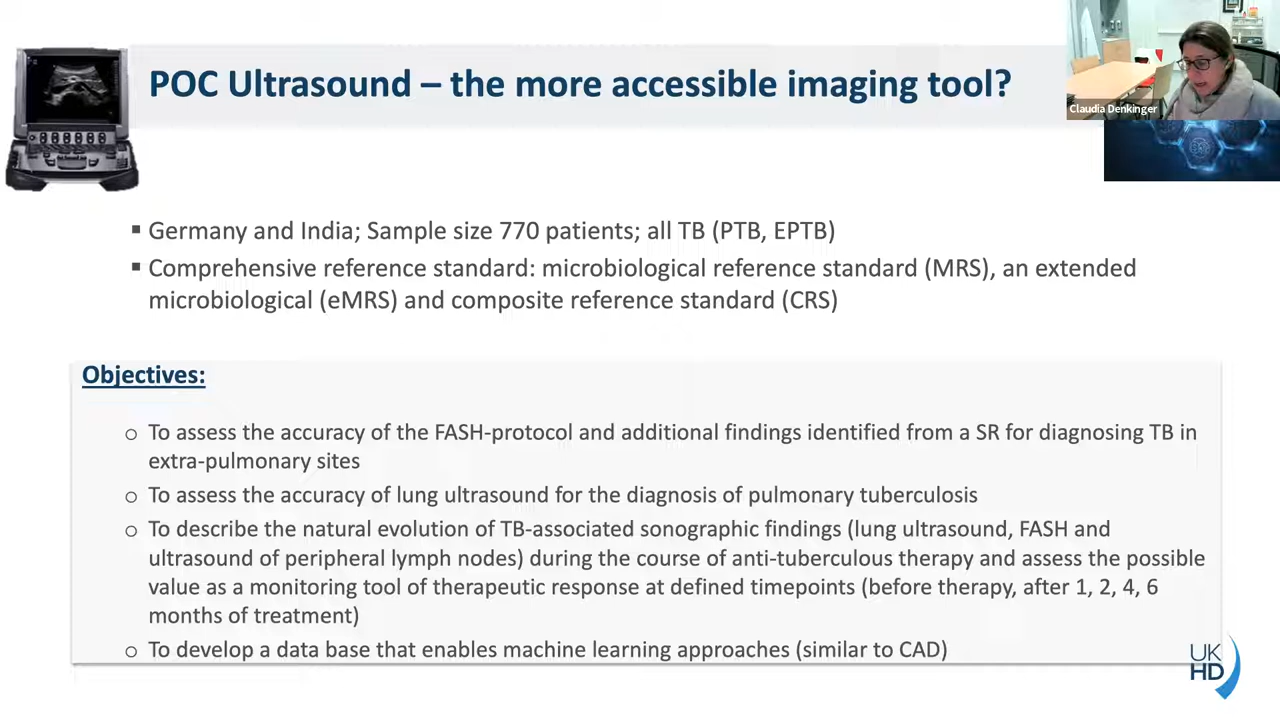 POC Ultrasound – the more accessible imaging tool?
Claudia Denkinger
▪ Germany and India; Sample size 770 patients; all TB (PTB, EPTB)
▪ Comprehensive reference standard: microbiological reference standard (MRS), an extended
microbiological (eMRS) and composite reference standard (CRS)
Objectives:
o To assess the accuracy of the FASH-protocol and additional findings identified from a SR for diagnosing TB in
extra-pulmonary sites
o To assess the accuracy of lung ultrasound for the diagnosis of pulmonary tuberculosis
o To describe the natural evolution of TB-associated sonographic findings (lung ultrasound, FASH and
ultrasound of peripheral lymph nodes) during the course of anti-tuberculous therapy and assess the possible
value as a monitoring tool of therapeutic response at defined timepoints (before therapy, after 1, 2, 4, 6
months of treatment)
o To develop a data base that enables machine learning approaches (similar to CAD)
UK
HD